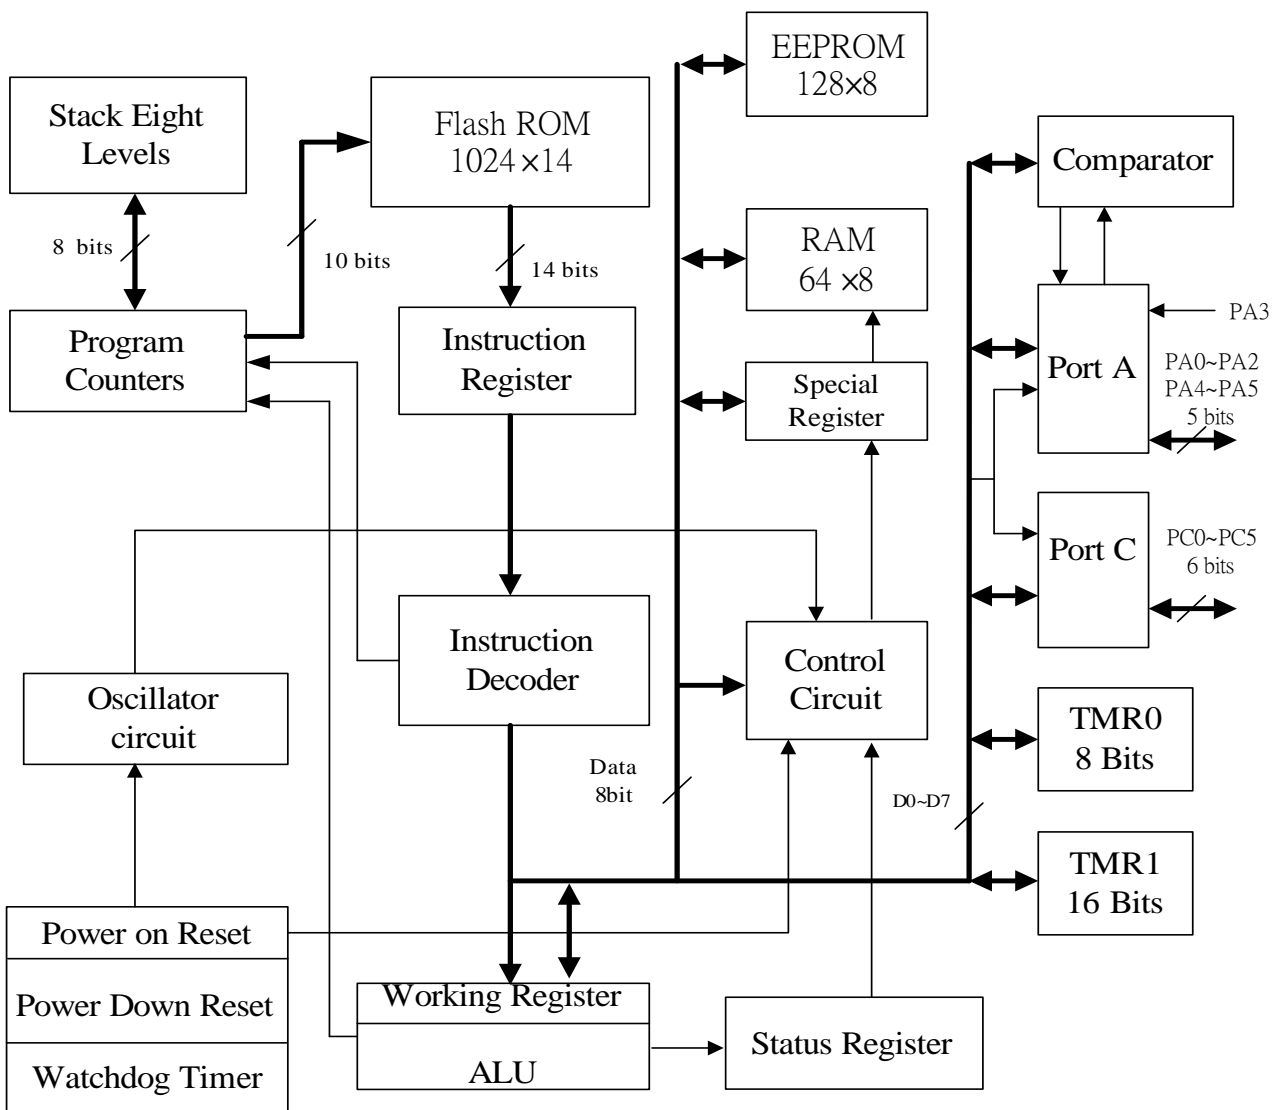 EEPROM
128×8
Stack Eight
Levels
Flash ROM
1024×14
Comparator
8 bits
10 bits
14 bits
RAM
64 ×8
PA3
Program
Counters
Instruction
Register
Special
Register
Port A
PA0~PA2
PA4~PA5
5 bits
Port C
PC0~PC5
6 bits
Instruction
Decoder
Control
Circuit
Oscillator
circuit
TMR0
8 Bits
Data
8bit
D0~D7
TMR1
16 Bits
Power on Reset
Power Down Reset
Watchdog Timer
Working Register
ALU
Status Register